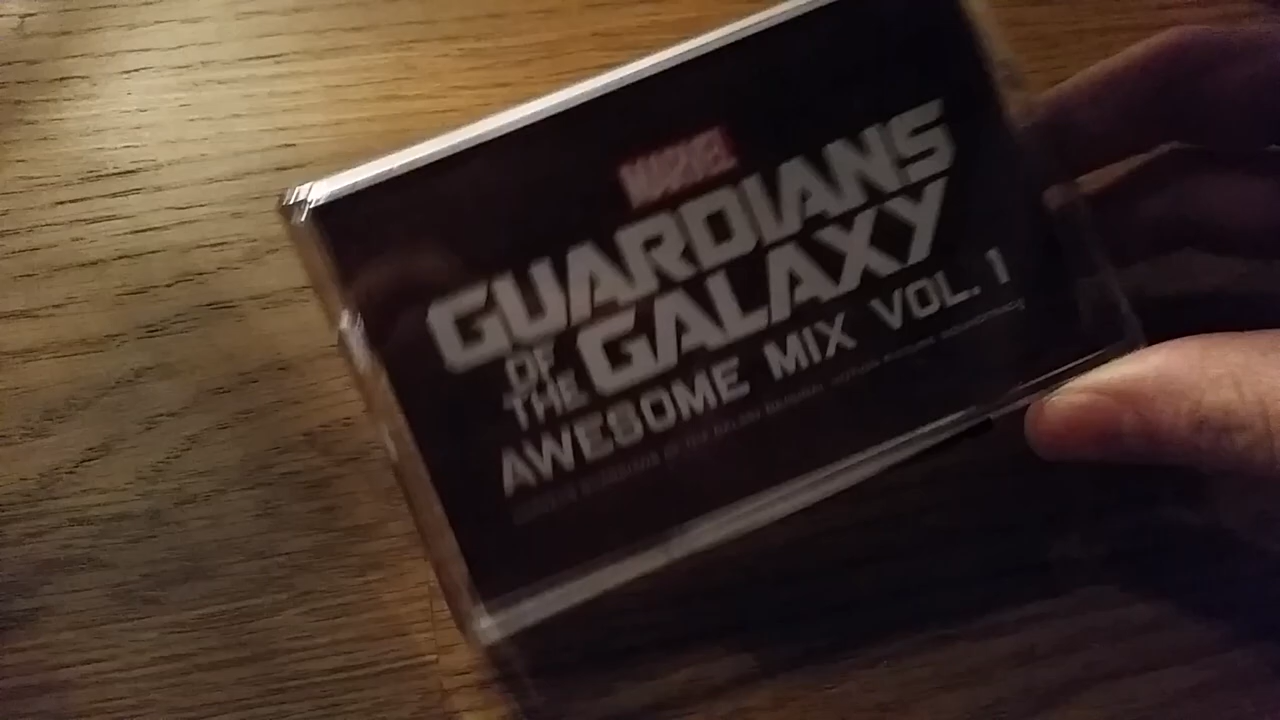 MARVEL
GUARDIANS
OF
THE
GALAXY
AWESOME MIX VOL. 1